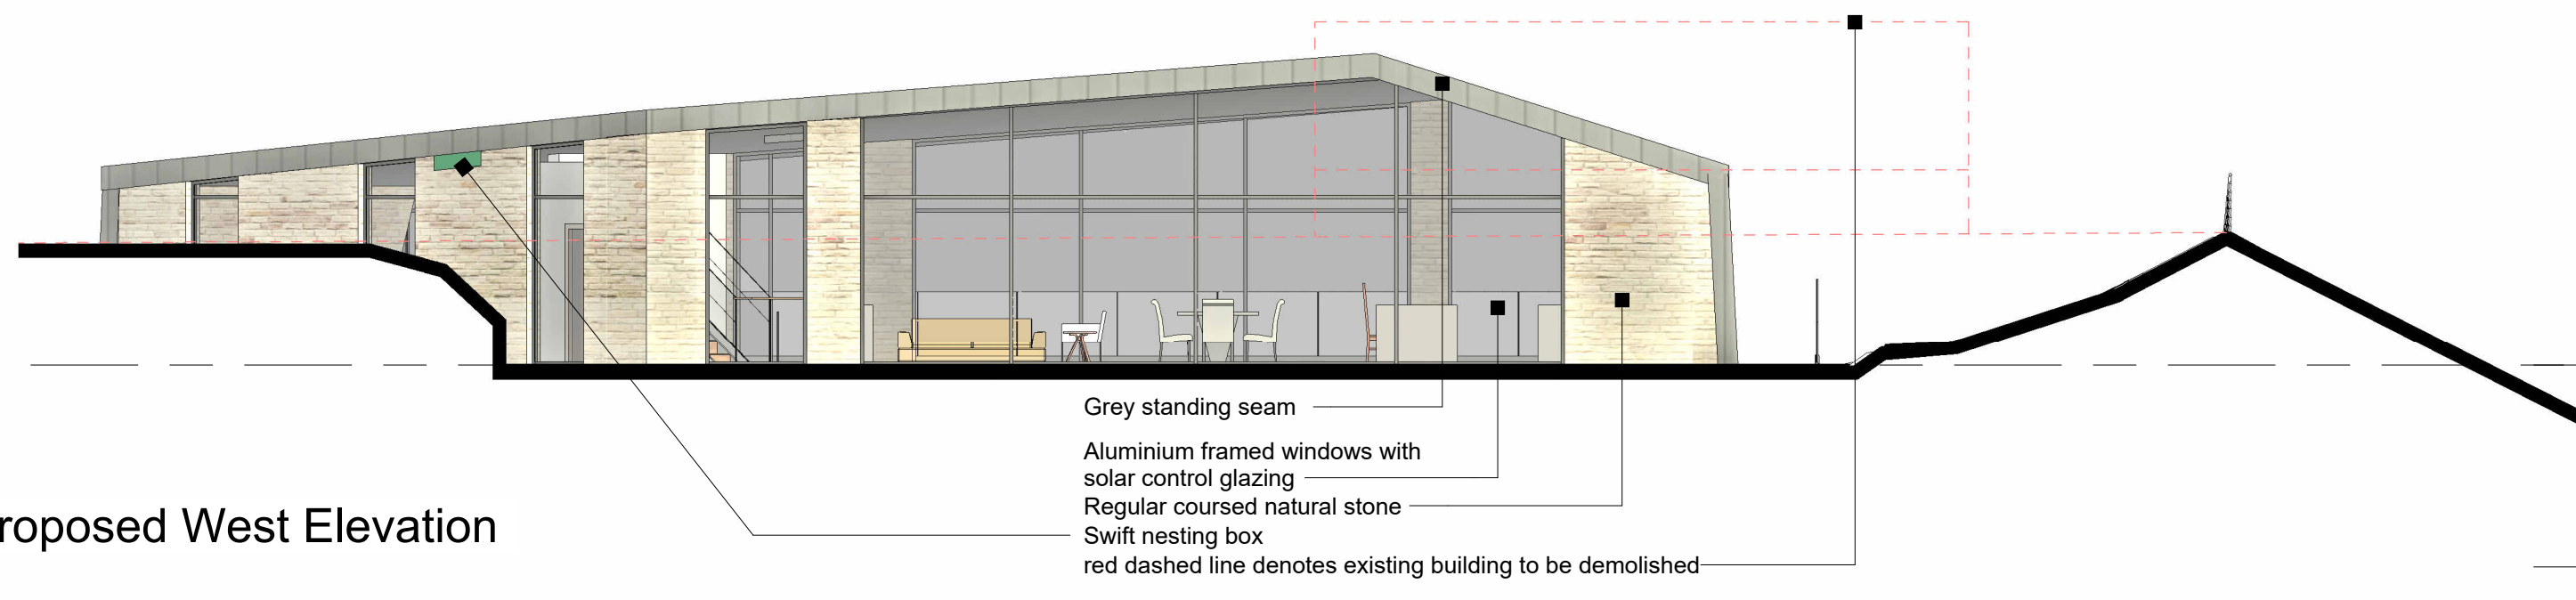 Grey standing seam
Aluminium framed windows with
solar control glazing
Regular coursed natural stone
Swift nesting box
red dashed line denotes existing building to be demolished
roposed West Elevation